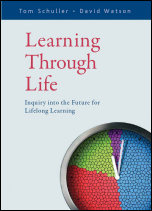 Tom Schuller • David Watson
Learning
Through
Life
Inquiry into the Future for
Lifelong Learning